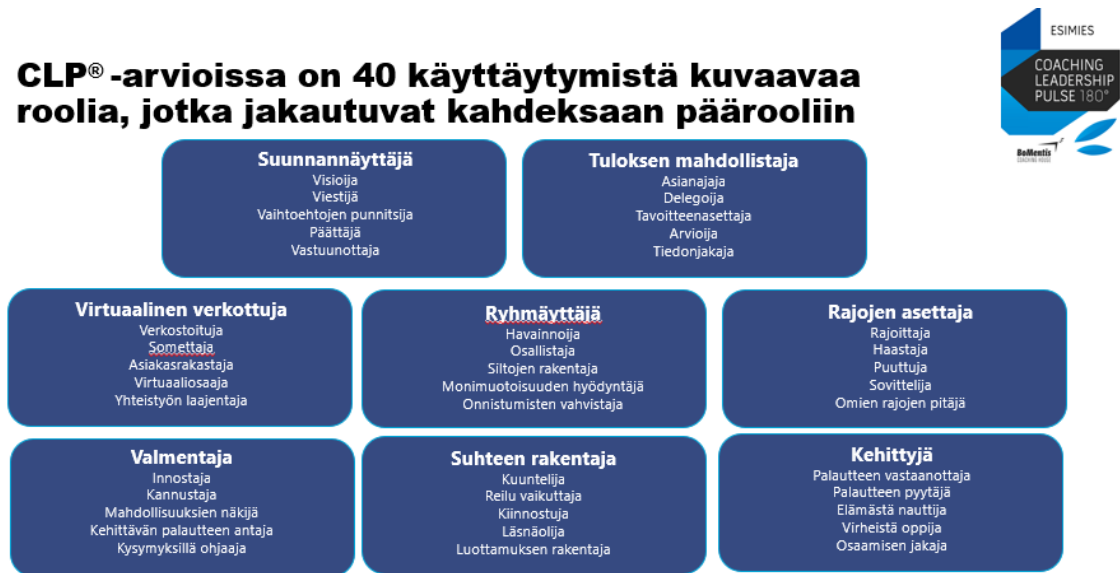 ESIMIES
COACHING
LEADERSHIP
PULSE 180°
BoMentis
COACHING HOUSE
CLP® -arvioissa on 40 käyttäytymistä kuvaavaa
roolia, jotka jakautuvat kahdeksaan päärooliin
Suunnannäyttäjä
Visioija
Viestijä
Vaihtoehtojen punnitsija
Päättäjä
Vastuunottaja
Tuloksen mahdollistaja
Asianajaja
Delegoija
Tavoitteenasettaja
Arvioija
Tiedonjakaja
Virtuaalinen verkottuja
Verkostoituja
Somettaja
Asiakasrakastaja
Virtuaaliosaaja
Yhteistyön laajentaja
Ryhmäyttäjä
Havainnoija
Osallistaja
Siltojen rakentaja
Monimuotoisuuden hyödyntäjä
Onnistumisten vahvistaja
Rajojen asettaja
Rajoittaja
Haastaja
Puuttuja
Sovittelija
Omien rajojen pitäjä
Valmentaja
Innostaja
Kannustaja
Mahdollisuuksien näkijä
Kehittävän palautteen antaja
Kysymyksillä ohjaaja
Suhteen rakentaja
Kuuntelija
Reilu vaikuttaja
Kiinnostuja
Läsnäolija
Luottamuksen rakentaja
Kehittyjä
Palautteen vastaanottaja
Palautteen pyytäjä
Elämästä nauttija
Virheistä oppija
Osaamisen jakaja